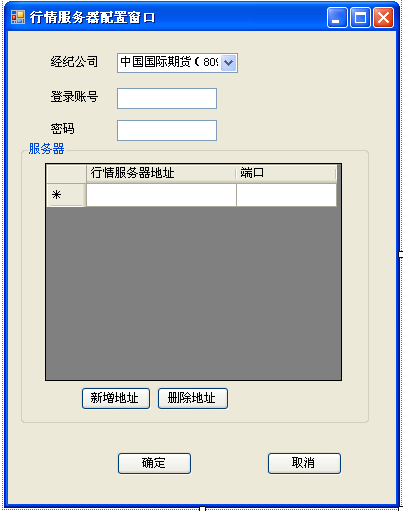 行情服务器配置窗口
经纪公司 中国国际期货（809
登录账号
密码
服务器
行情服务器地址 端口
*
新增地址 删除地址
确定 取消